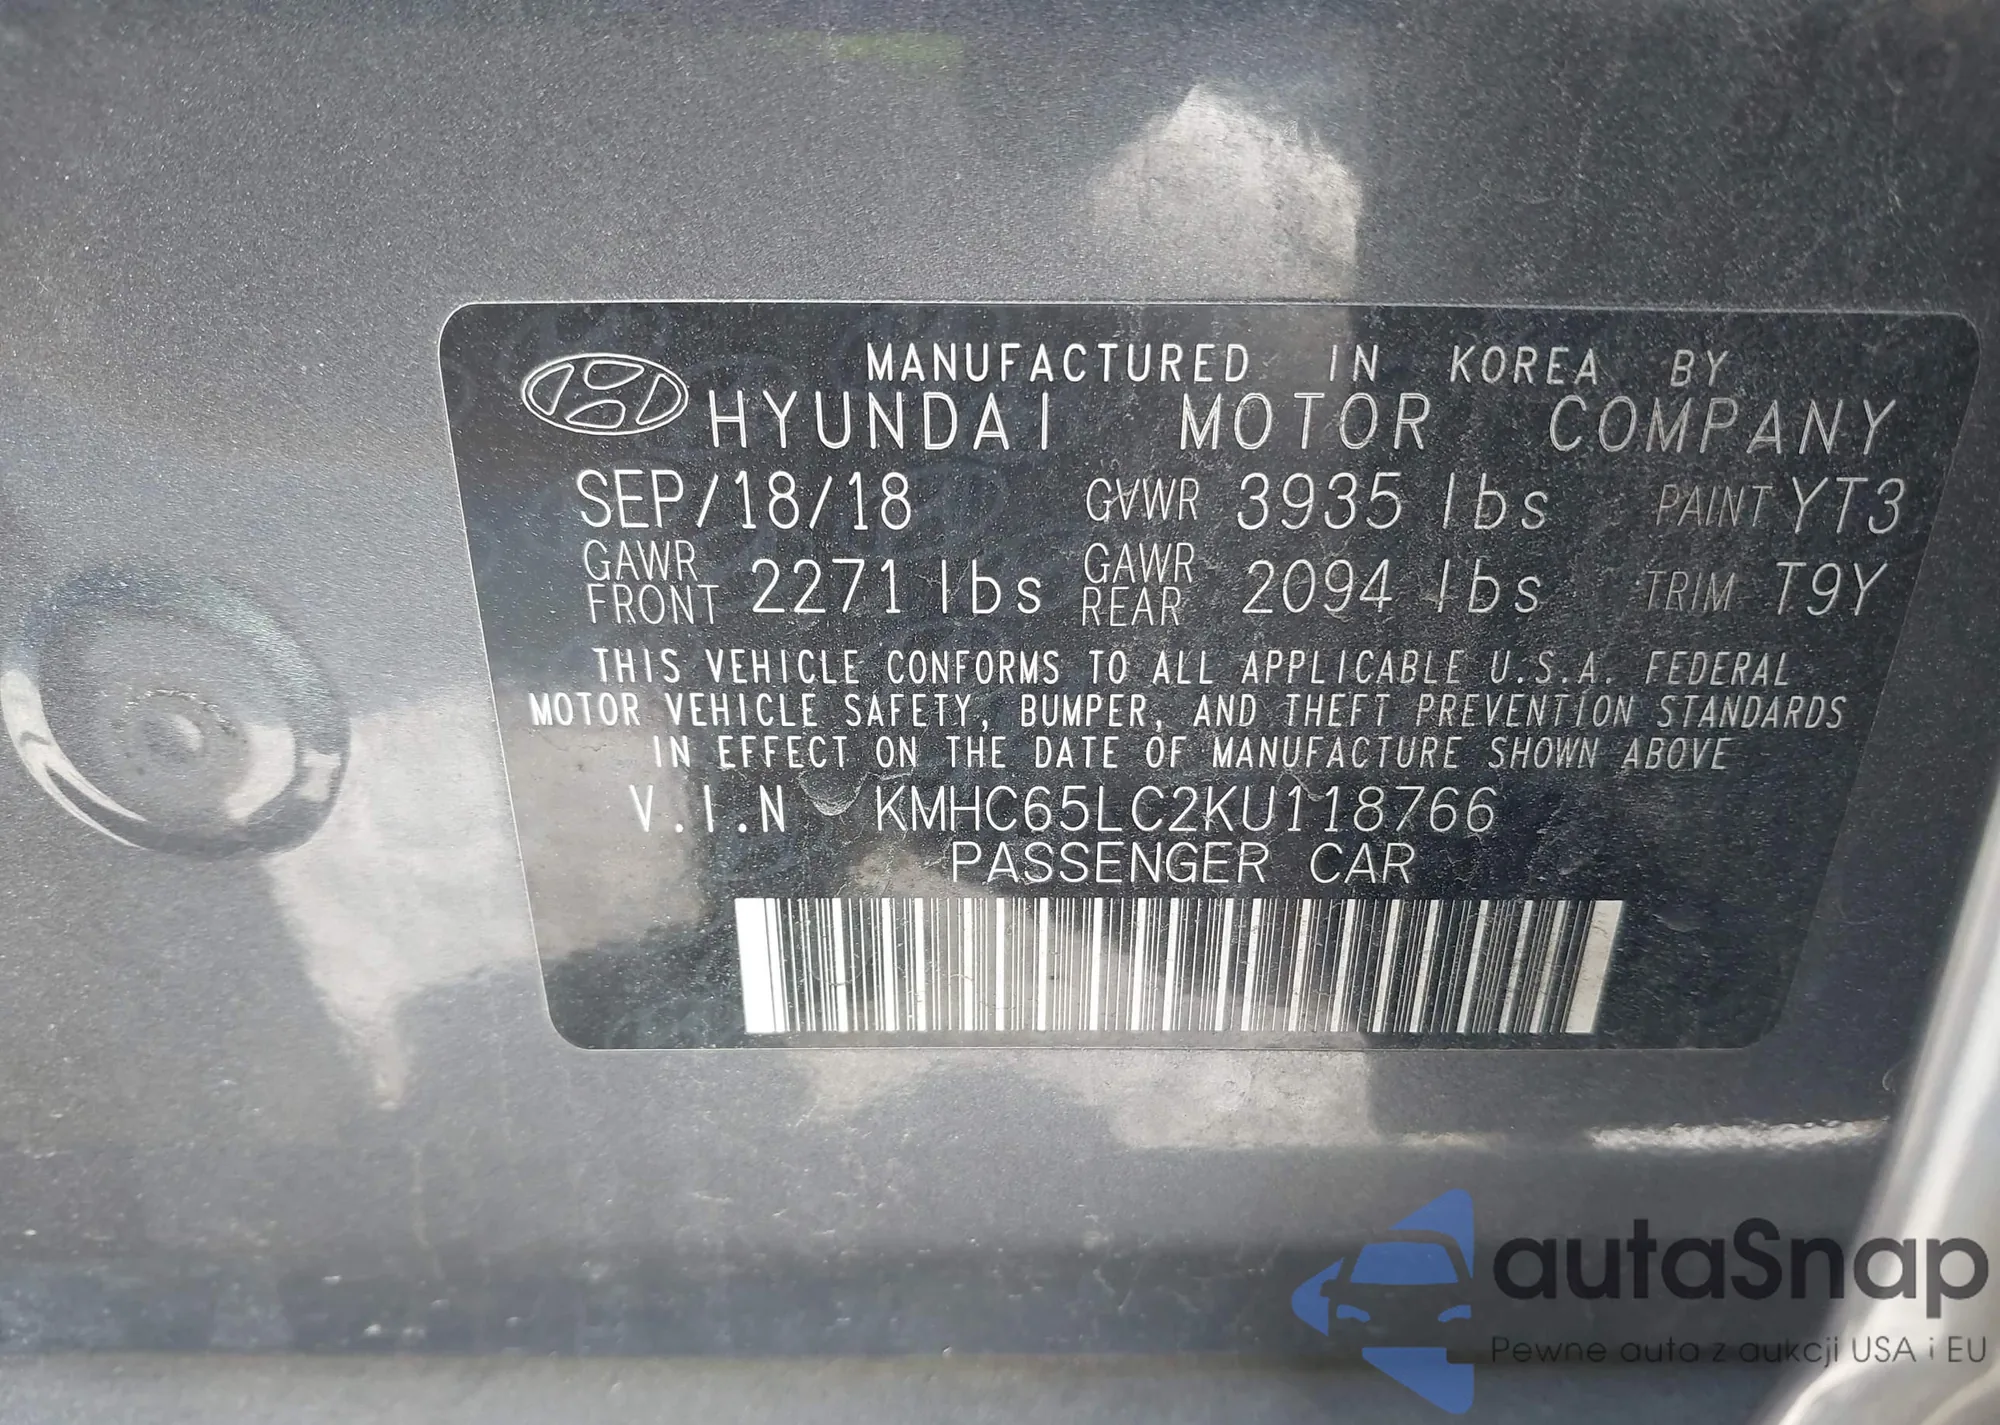 MANUFACTURED IN KOREA BY
HYUNDAI MOTOR COMPANY
SEP/18/18 GVWR 3935 lbs PAINT YT3
GAWR FRONT 2271 lbs GAWR REAR 2094 lbs TRIM T9Y
THIS VEHICLE CONFORMS TO ALL APPLICABLE U.S.A. FEDERAL
MOTOR VEHICLE SAFETY, BUMPER, AND THEFT PREVENTION STANDARDS
IN EFFECT ON THE DATE OF MANUFACTURE SHOWN ABOVE
V.I.N KMHC65LC2KU118766
PASSENGER CAR
autaSnap
Pewne auta z aukcji USA i EU